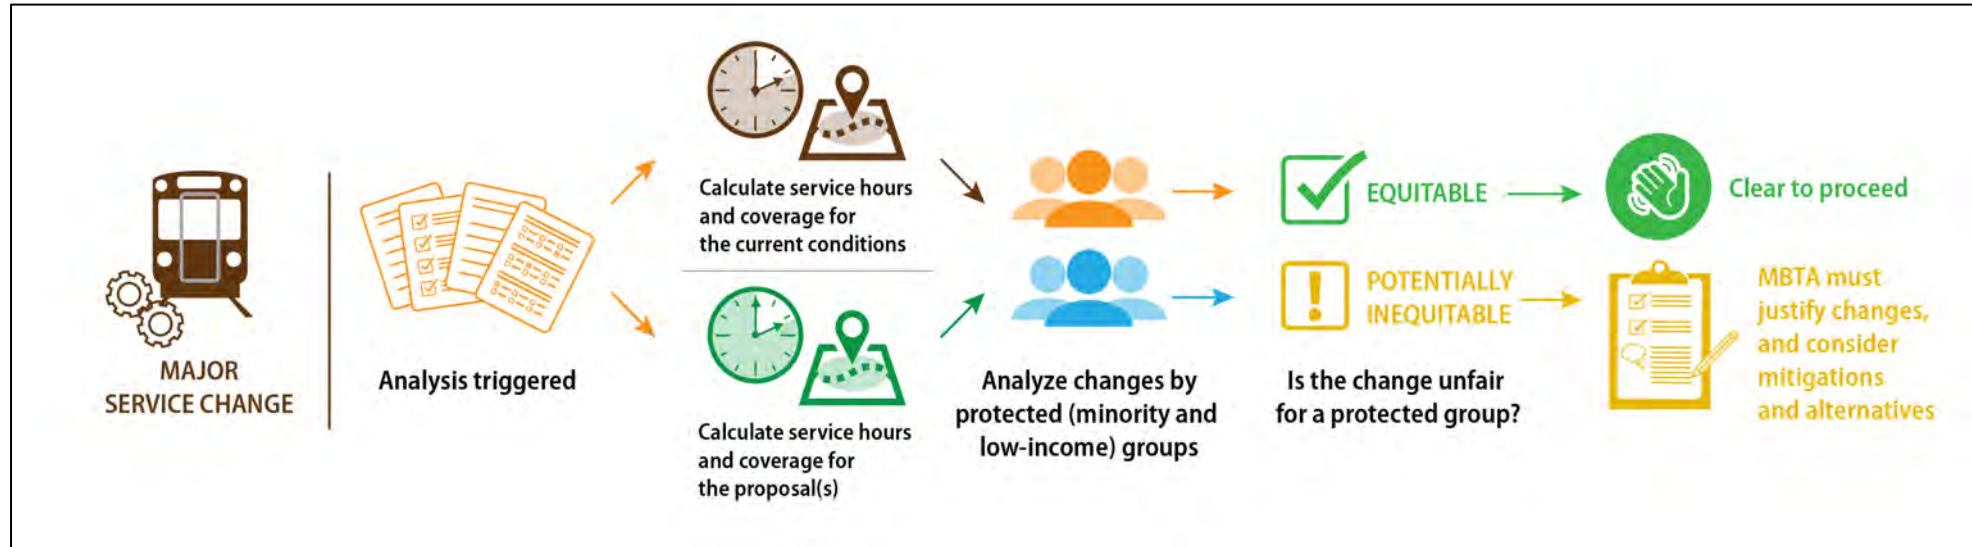 MAJOR
SERVICE CHANGE
Analysis triggered
Calculate service hours
and coverage for
the current conditions
Calculate service hours
and coverage for
the proposal(s)
Analyze changes by
protected (minority and
low-income) groups
EQUITABLE
POTENTIALLY
INEQUITABLE
Is the change unfair
for a protected group?
Clear to proceed
MBTA must
justify changes,
and consider
mitigations
and alternatives